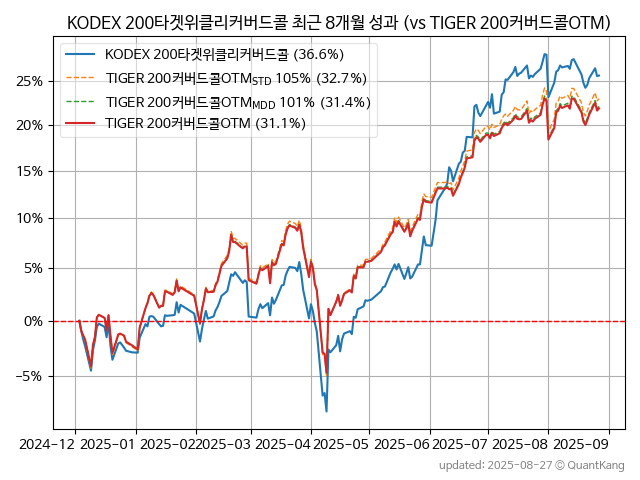 KODEX 200타겟위클리커버드콜 최근 8개월 성과 (vs TIGER 200커버드콜OTM)
KODEX 200타겟위클리커버드콜 (36.6%)
TIGER 200커버드콜OTM_STD 105% (32.7%)
TIGER 200커버드콜OTM_MDD 101% (31.4%)
TIGER 200커버드콜OTM (31.1%)
25%
20%
15%
10%
5%
0%
−5%
2024-12 2025-01 2025-02 2025-03 2025-04 2025-05 2025-06 2025-07 2025-08 2025-09
updated: 2025-08-27 © QuantKang